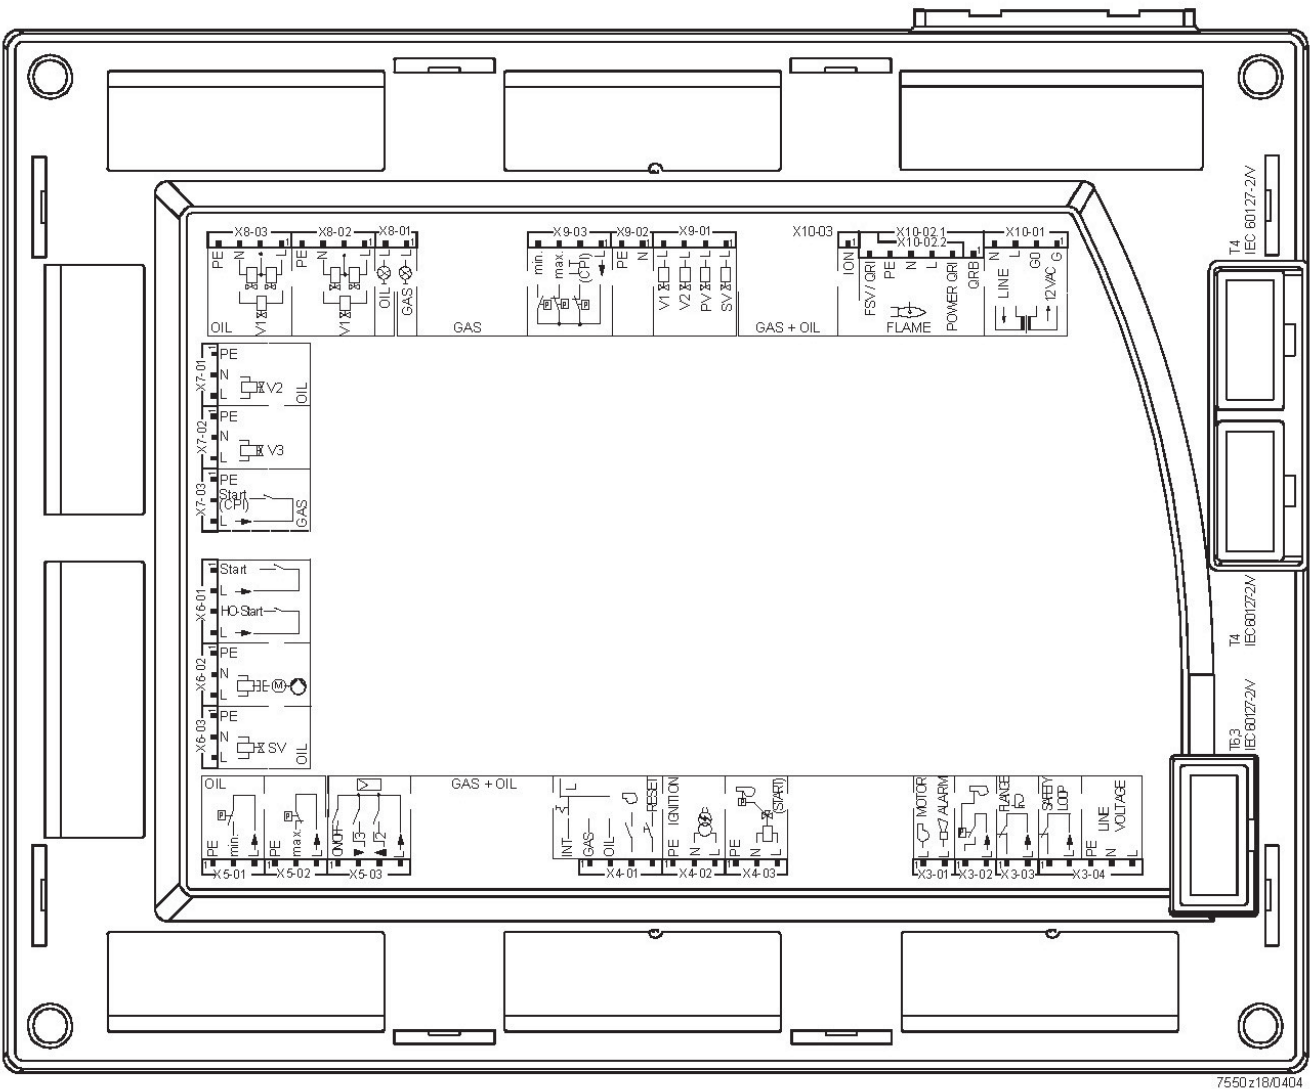 X8-03 X8-02 X8-01 X9-03 X9-02 X9-01 X10-03 X10-02.1 X10-01
X10-02.2
PE N L PE N L L L min. max. (CPI) L PE N L L L L ION FSV / QRI PE N L POWER QRI QRB N L G0 G
P P P
V1 V1 OIL GAS V1 V2 PV SV LINE 12VAC
OIL GAS GAS + OIL FLAME
T4
IEC 60127-2/V
X7-01
PE
N V2
L
OIL
X7-02
PE
N
L V3
X7-03
PE
Start
(CPI)
L
GAS
X6-01
Start
L
HO-Start
L
X6-02
PE
N
L
M
X6-03
PE
N SV
L
OIL
T4
IEC 60127-2/V
T6,3
IEC 60127-2/V
OIL GAS + OIL
PE min. L PE max. L ON/OFF 3 2 L INT L GAS OIL RESET PE IGNITION N L PE N L (START) L MOTOR L ALARM P L FLANGE L SAFETY LOOP L PE N L LINE VOLTAGE
X5-01 X5-02 X5-03 X4-01 X4-02 X4-03 X3-01 X3-02 X3-03 X3-04
7550z18/0404